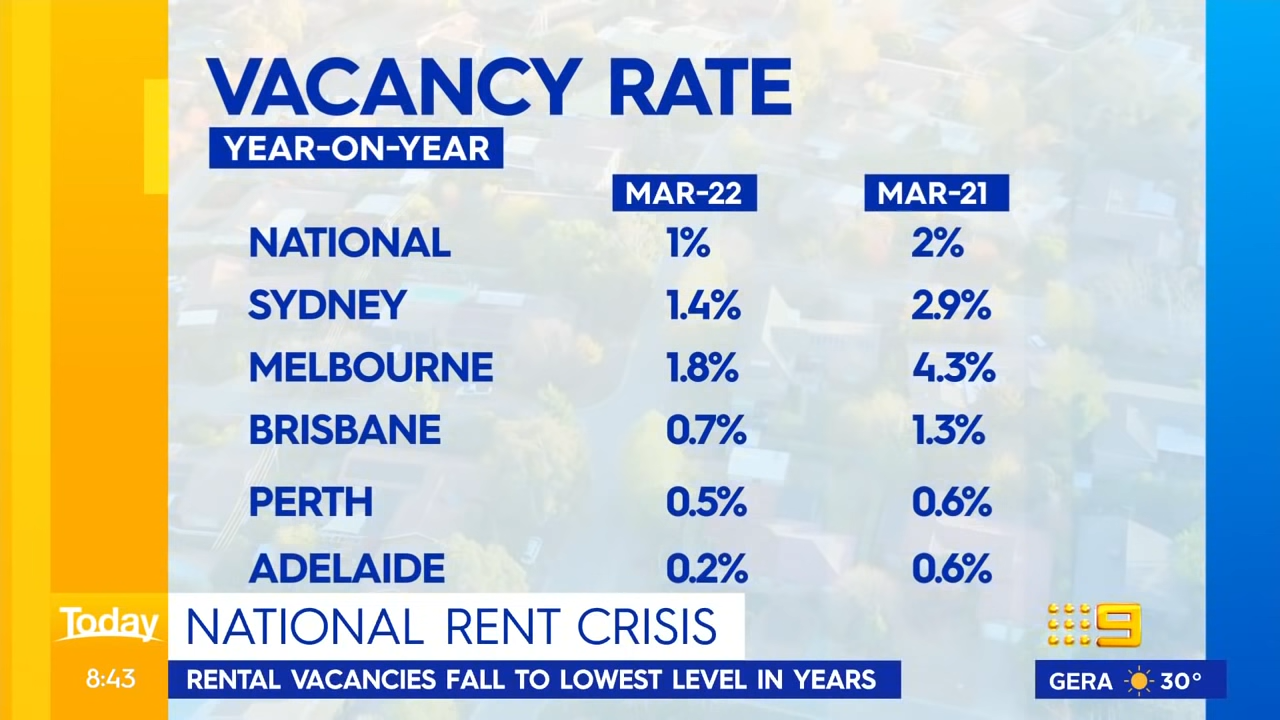 VACANCY RATE
YEAR-ON-YEAR
MAR-22 MAR-21
NATIONAL 1% 2%
SYDNEY 1.4% 2.9%
MELBOURNE 1.8% 4.3%
BRISBANE 0.7% 1.3%
PERTH 0.5% 0.6%
ADELAIDE 0.2% 0.6%
Today NATIONAL RENT CRISIS 9
8:43 RENTAL VACANCIES FALL TO LOWEST LEVEL IN YEARS GERA 30°